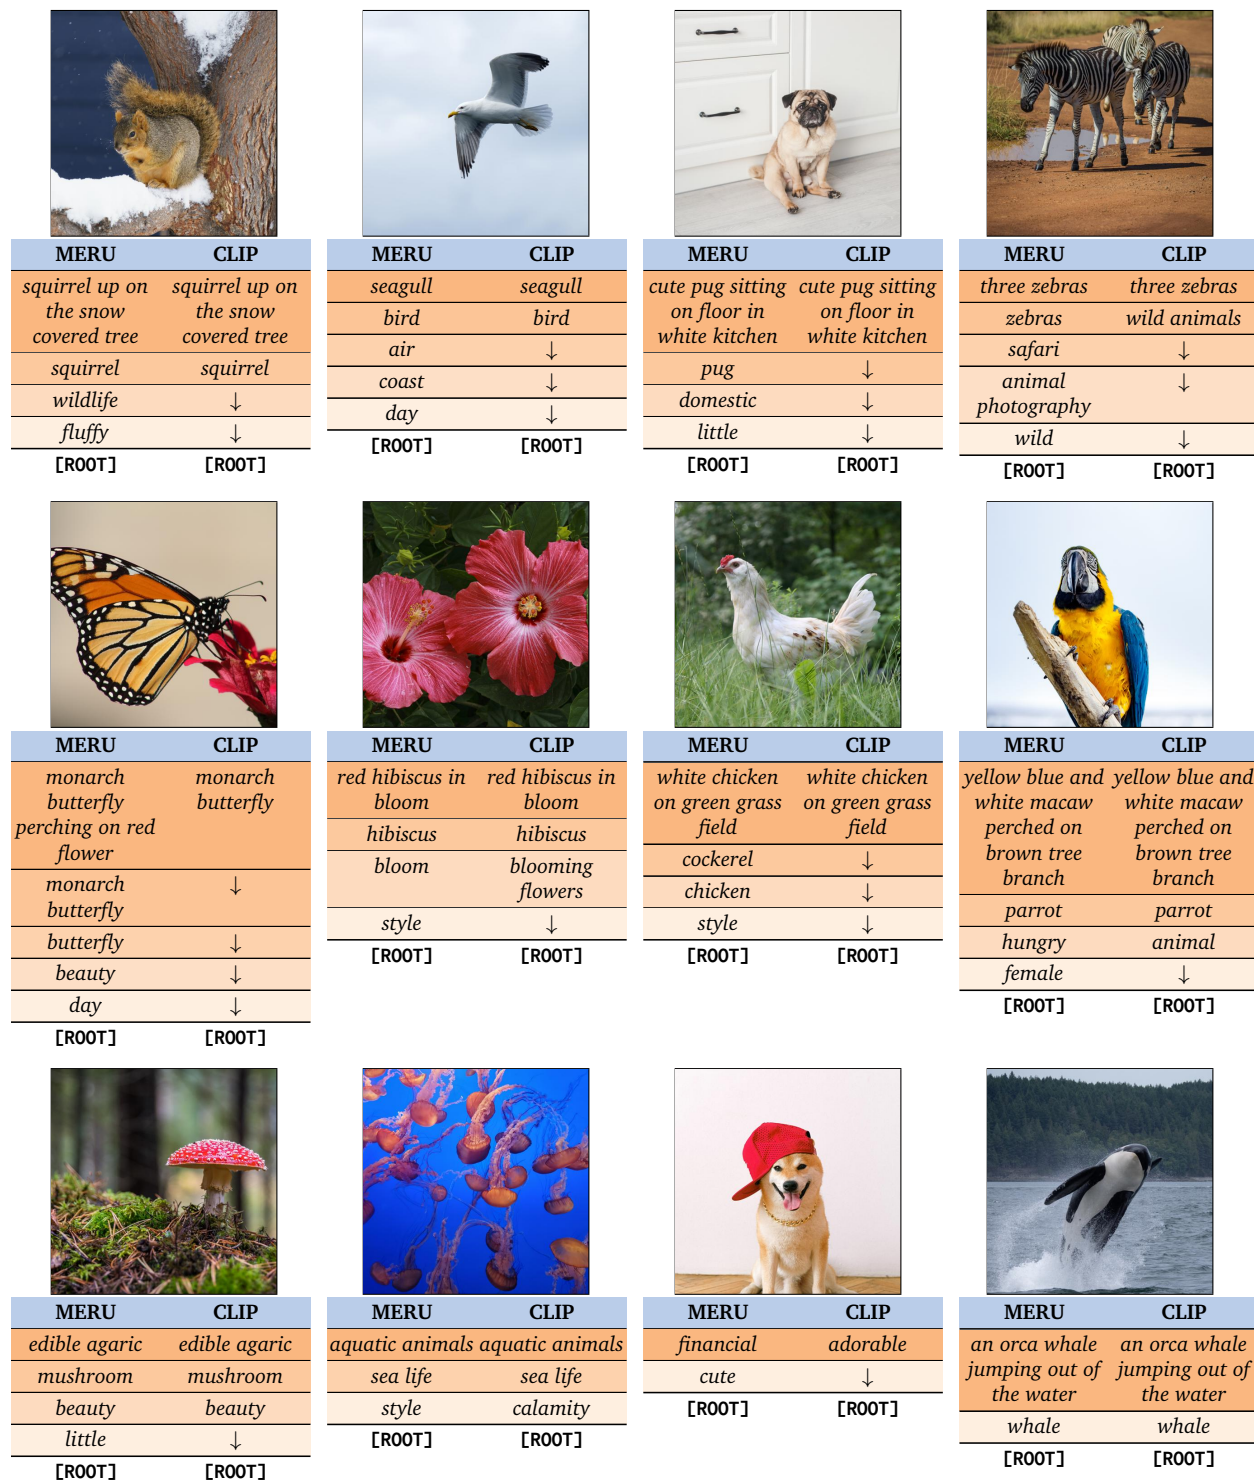 MERU CLIP
squirrel up on squirrel up on
the snow the snow
covered tree covered tree
squirrel squirrel
wildlife ↓
fluffy ↓
[ROOT] [ROOT]
MERU CLIP
seagull seagull
bird bird
air ↓
coast ↓
day ↓
[ROOT] [ROOT]
MERU CLIP
cute pug sitting cute pug sitting
on floor in on floor in
white kitchen white kitchen
pug ↓
domestic ↓
little ↓
[ROOT] [ROOT]
MERU CLIP
three zebras three zebras
zebras wild animals
safari ↓
animal ↓
photography
wild ↓
[ROOT] [ROOT]
MERU CLIP
monarch monarch
butterfly butterfly
perching on red
flower
monarch ↓
butterfly
butterfly ↓
beauty ↓
day ↓
[ROOT] [ROOT]
MERU CLIP
red hibiscus in red hibiscus in
bloom bloom
hibiscus hibiscus
bloom blooming
flowers
style ↓
[ROOT] [ROOT]
MERU CLIP
white chicken white chicken
on green grass on green grass
field field
cockerel ↓
chicken ↓
style ↓
[ROOT] [ROOT]
MERU CLIP
yellow blue and yellow blue and
white macaw white macaw
perched on perched on
brown tree brown tree
branch branch
parrot parrot
hungry animal
female ↓
[ROOT] [ROOT]
MERU CLIP
edible agaric edible agaric
mushroom mushroom
beauty beauty
little ↓
[ROOT] [ROOT]
MERU CLIP
aquatic animals aquatic animals
sea life sea life
style calamity
[ROOT] [ROOT]
MERU CLIP
financial adorable
cute ↓
[ROOT] [ROOT]
MERU CLIP
an orca whale an orca whale
jumping out of jumping out of
the water the water
whale whale
[ROOT] [ROOT]